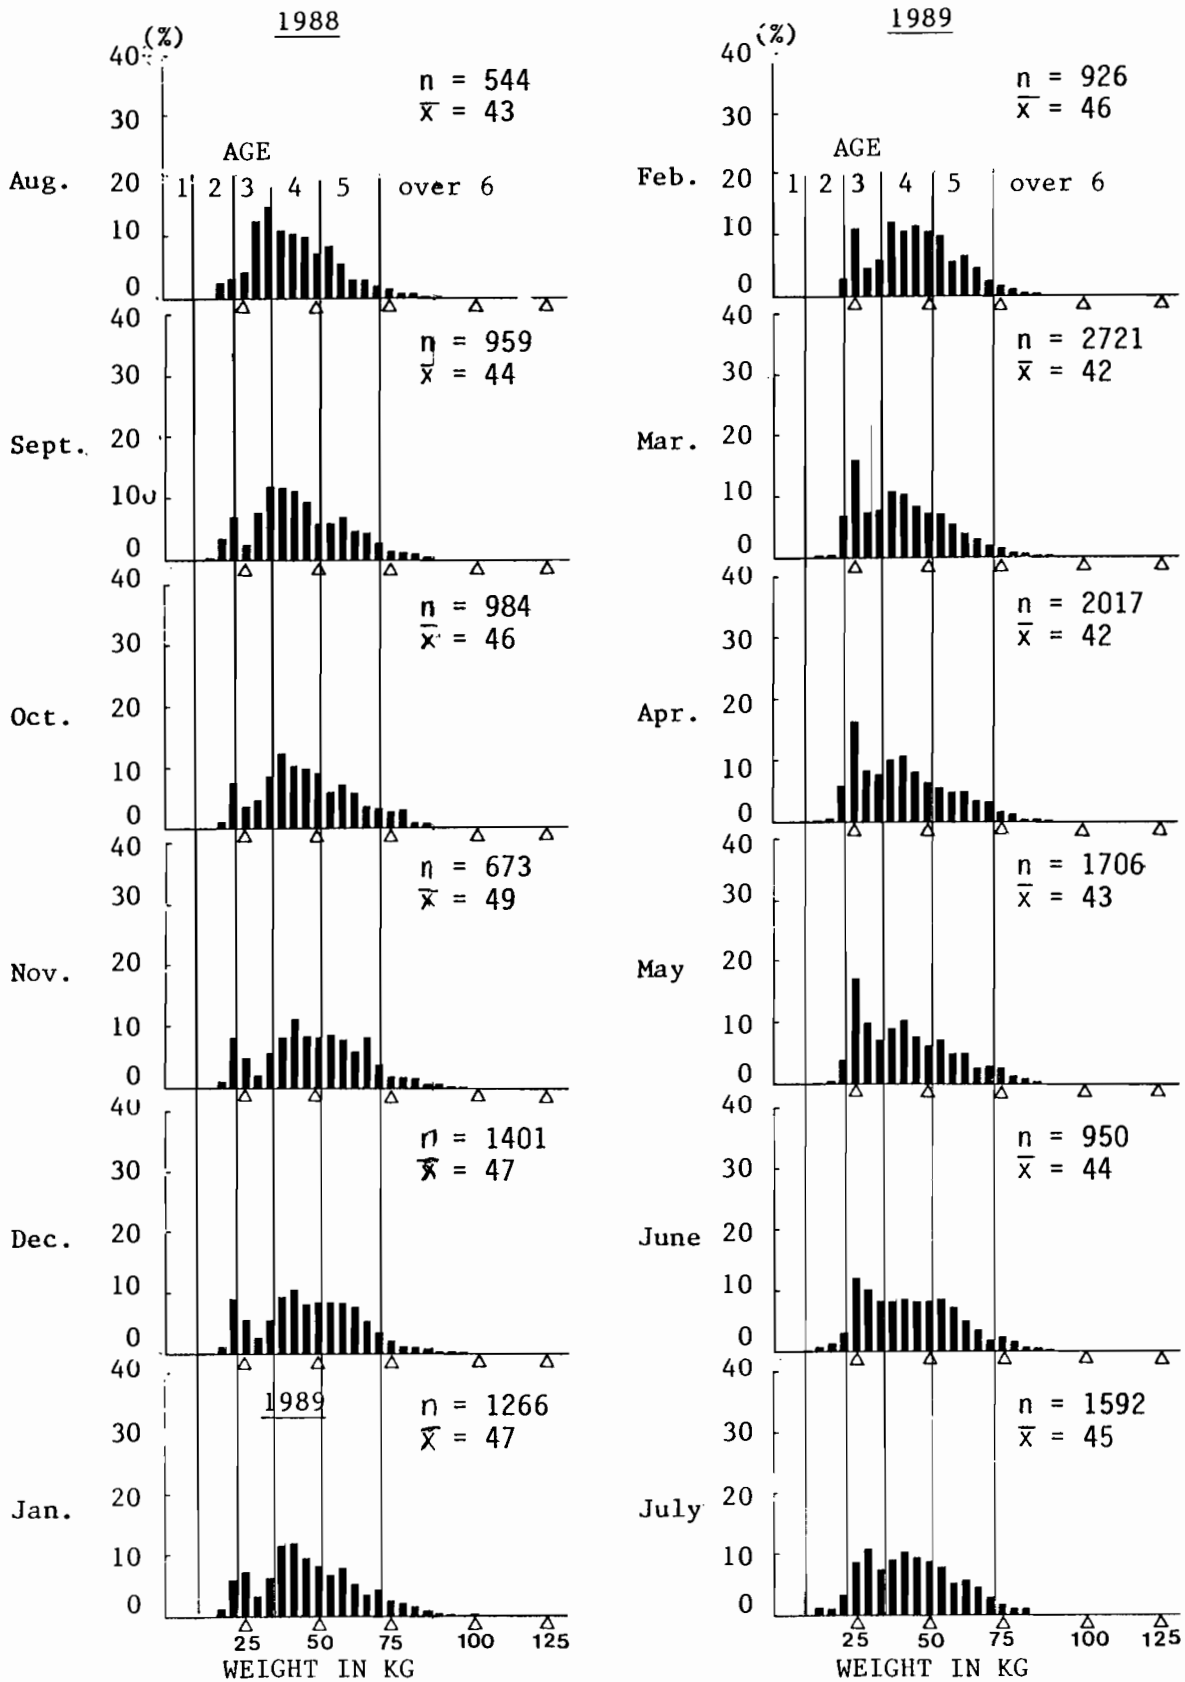 1988
(%)
40
n = 544
x̄ = 43
30
AGE
Aug. 20 1 2 3 4 5 over 6
10
0
40
n = 959
x̄ = 44
30
Sept. 20
10
0
40
n = 984
x̄ = 46
30
Oct. 20
10
0
40
n = 673
x̄ = 49
30
Nov. 20
10
0
40
n = 1401
x̄ = 47
30
Dec. 20
10
0
40
1989
n = 1266
x̄ = 47
30
Jan. 20
10
0
25 50 75 100 125
WEIGHT IN KG
1989
(%)
40
n = 926
x̄ = 46
30
AGE
Feb. 20 1 2 3 4 5 over 6
10
0
40
n = 2721
x̄ = 42
30
Mar. 20
10
0
40
n = 2017
x̄ = 42
30
Apr. 20
10
0
40
n = 1706
x̄ = 43
30
May 20
10
0
40
n = 950
x̄ = 44
30
June 20
10
0
40
n = 1592
x̄ = 45
30
July 20
10
0
25 50 75 100 125
WEIGHT IN KG